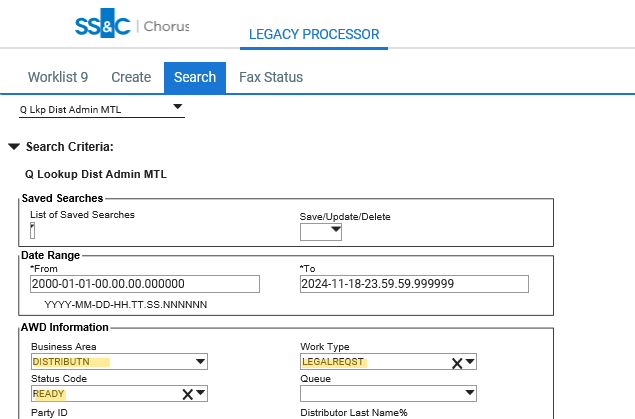 SS&C | Chorus
LEGACY PROCESSOR
Worklist 9 Create Search Fax Status
Q Lkp Dist Admin MTL
Search Criteria:
Q Lookup Dist Admin MTL
Saved Searches
List of Saved Searches Save/Update/Delete
Date Range
*From *To
2000-01-01-00.00.00.000000 2024-11-18-23.59.59.999999
YYYY-MM-DD-HH.TT.SS.NNNNNN
AWD Information
Business Area Work Type
DISTRIBUTN LEGALREQST
Status Code Queue
READY
Party ID Distributor Last Name%